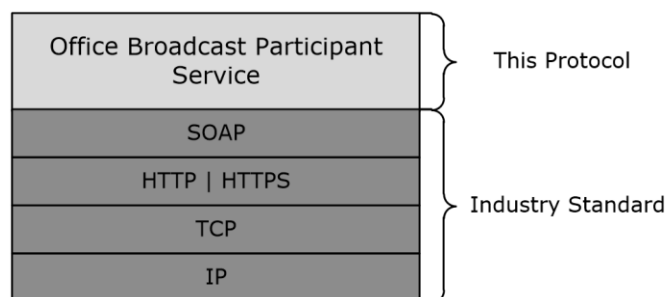 Office Broadcast Participant
Service
This Protocol
SOAP
HTTP | HTTPS
TCP
IP
Industry Standard